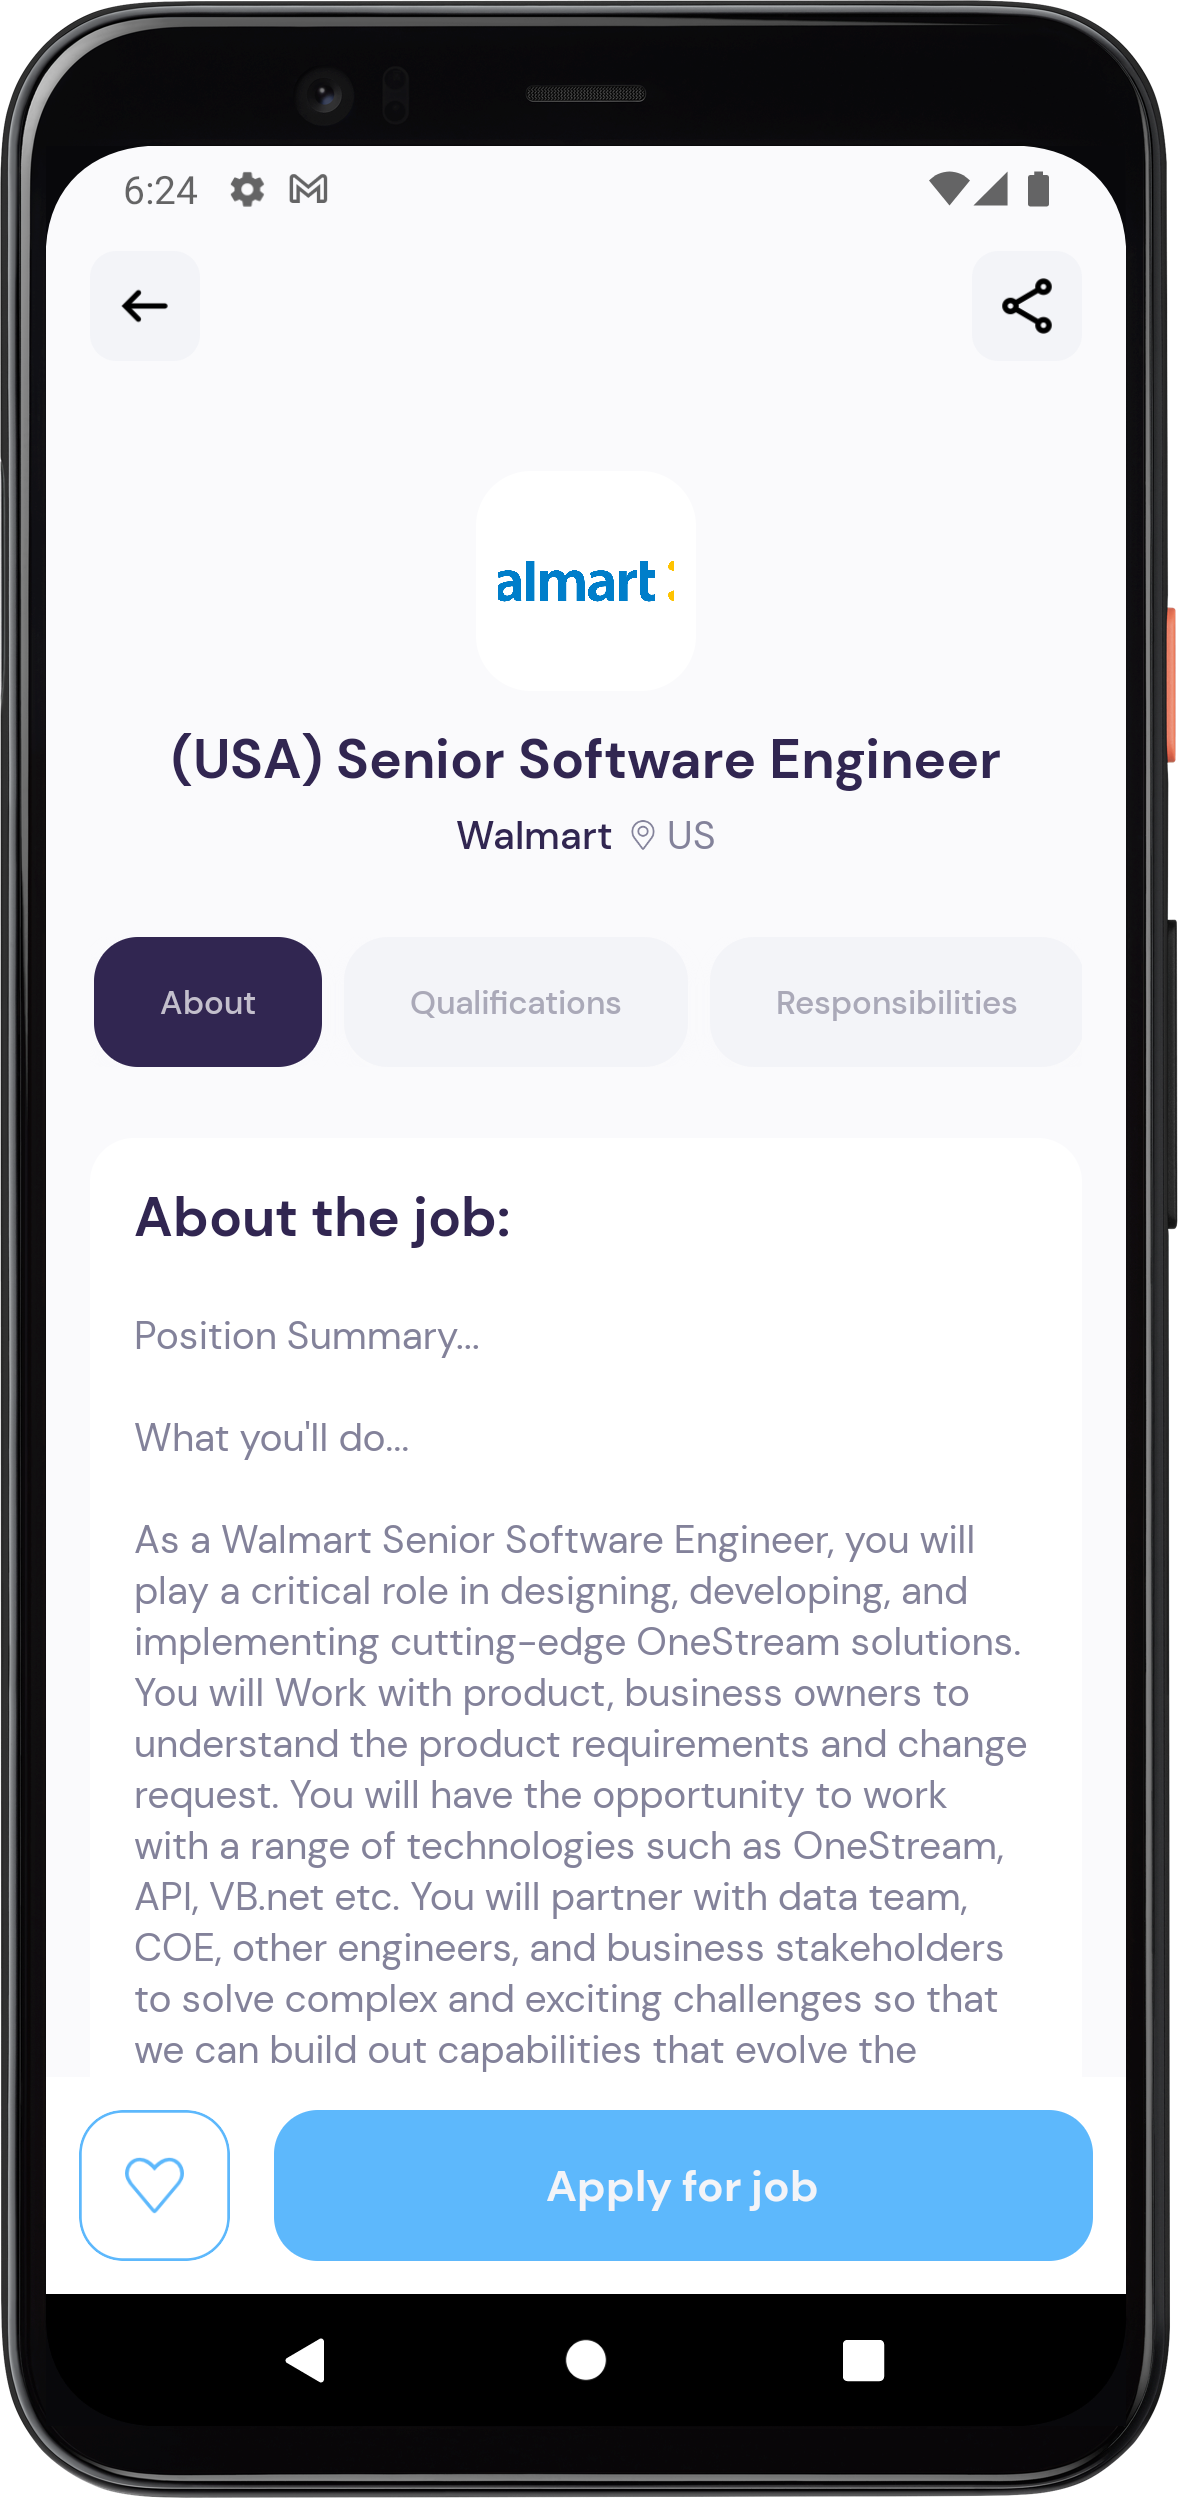 6:24
almart
(USA) Senior Software Engineer
Walmart US
About Qualifications Responsibilities
About the job:
Position Summary...
What you'll do...
As a Walmart Senior Software Engineer, you will
play a critical role in designing, developing, and
implementing cutting-edge OneStream solutions.
You will Work with product, business owners to
understand the product requirements and change
request. You will have the opportunity to work
with a range of technologies such as OneStream,
API, VB.net etc. You will partner with data team,
COE, other engineers, and business stakeholders
to solve complex and exciting challenges so that
we can build out capabilities that evolve the
Apply for job